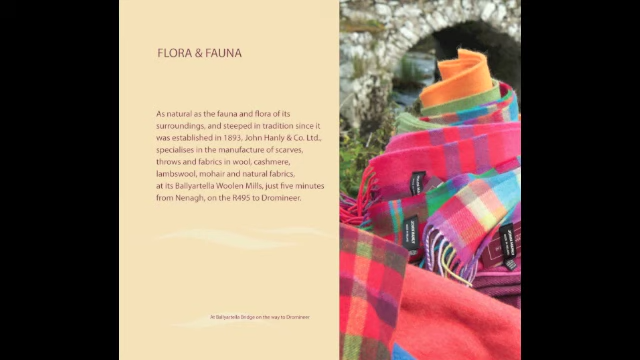 FLORA & FAUNA
As natural as the fauna and flora of its
surroundings, and steeped in tradition since it
was established in 1893, John Hanly & Co. Ltd.,
specialises in the manufacture of scarves,
throws and fabrics in wool, cashmere,
lambswool, mohair and natural fabrics,
at its Ballyartella Woolen Mills, just five minutes
from Nenagh, on the R495 to Dromineer.
At Ballyartella Bridge on the way to Dromineer